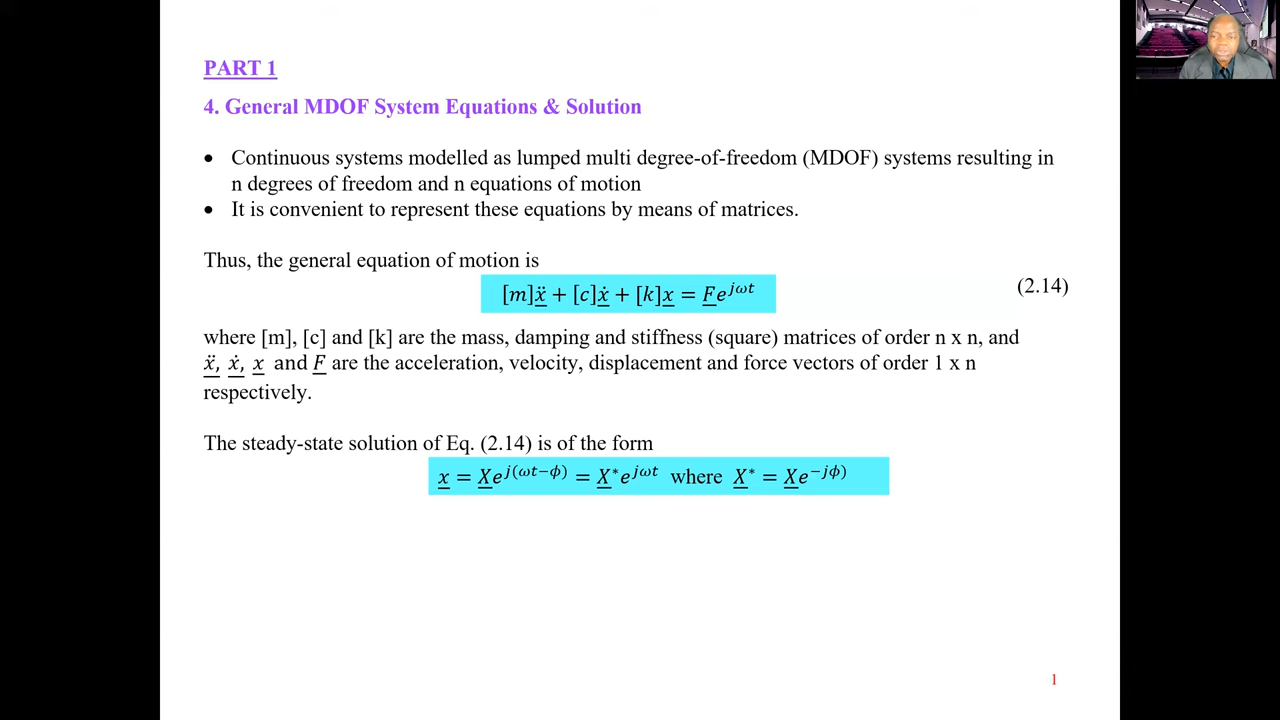 PART 1
4. General MDOF System Equations & Solution
• Continuous systems modelled as lumped multi degree-of-freedom (MDOF) systems resulting in
n degrees of freedom and n equations of motion
• It is convenient to represent these equations by means of matrices.
Thus, the general equation of motion is
[m]ẍ + [c]ẋ + [k]x = Fe^{jωt} (2.14)
where [m], [c] and [k] are the mass, damping and stiffness (square) matrices of order n x n, and
ẍ, ẋ, x and F are the acceleration, velocity, displacement and force vectors of order 1 x n
respectively.
The steady-state solution of Eq. (2.14) is of the form
x = Xe^{j(ωt−ϕ)} = X*e^{jωt} where X* = Xe^{−jϕ)}
1